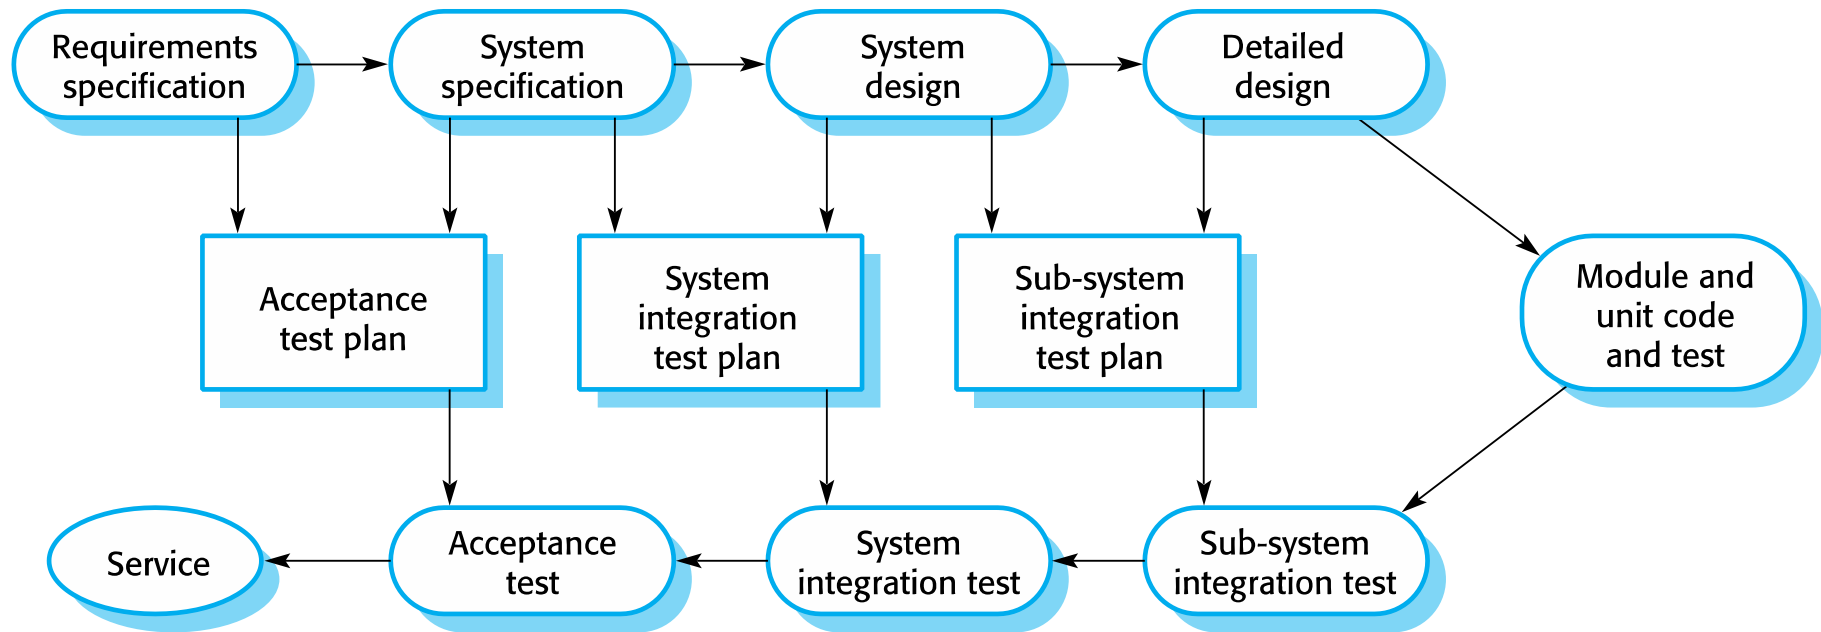 Requirements
specification
System
specification
System
design
Detailed
design
Acceptance
test plan
System
integration
test plan
Sub-system
integration
test plan
Module and
unit code
and test
Service
Acceptance
test
System
integration test
Sub-system
integration test